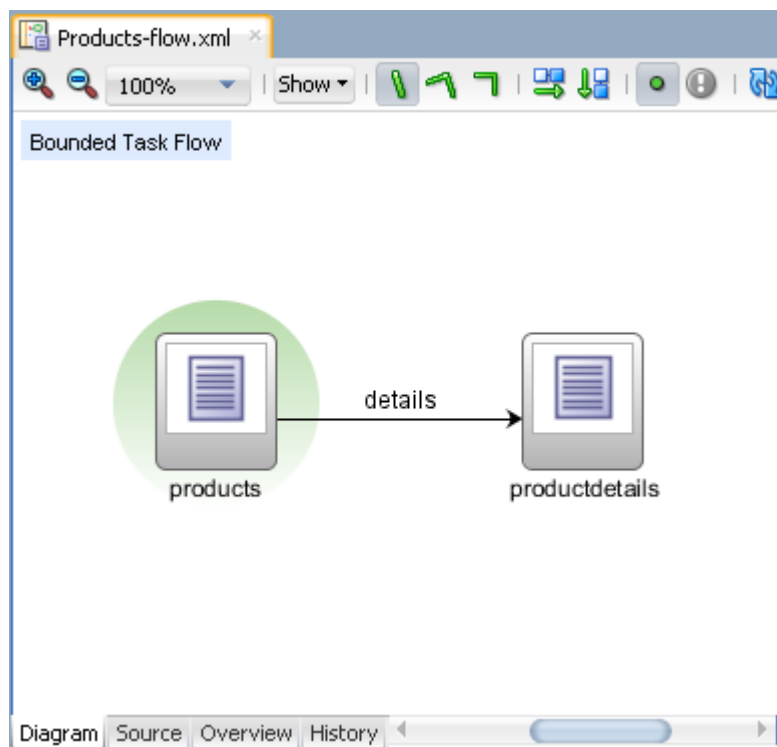 Products-flow.xml
100% Show
Bounded Task Flow
details
products productdetails
Diagram Source Overview History